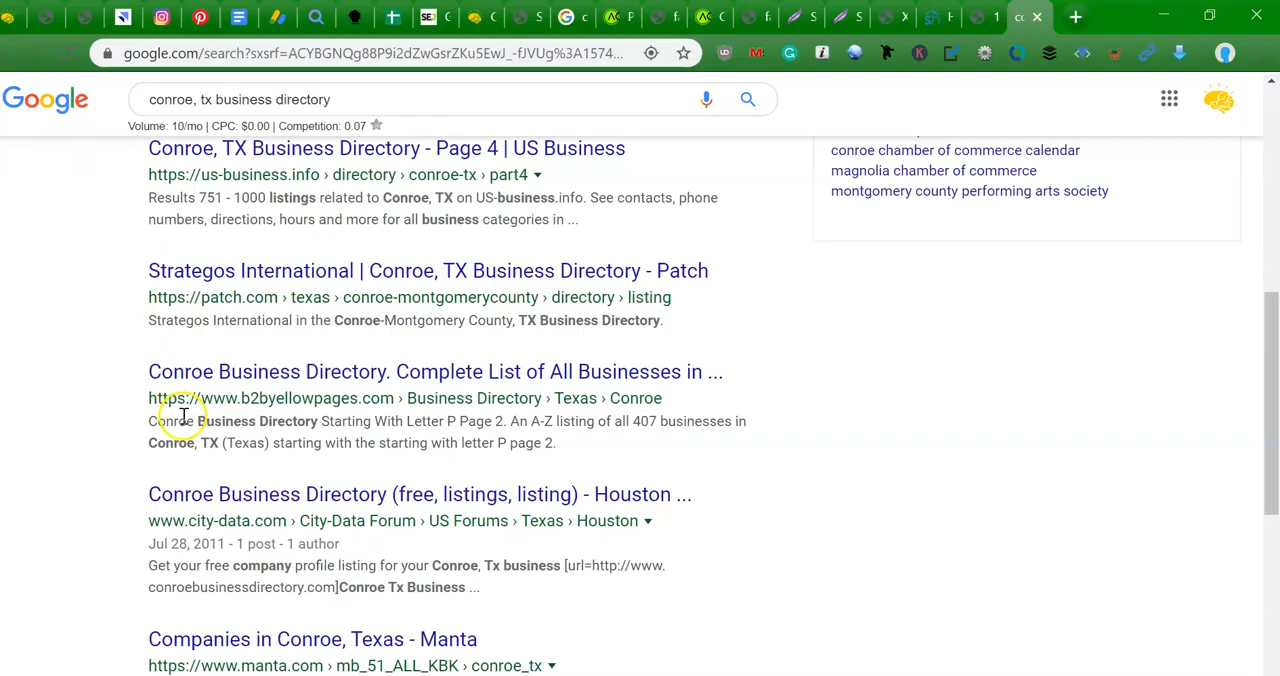 SEJ
google.com/search?sxsrf=ACYBGNQg88P9i2dZwGsrZKu5EwJ_-fJVUg%3A1574...
Google
conroe, tx business directory
Volume: 10/mo | CPC: $0.00 | Competition: 0.07
Conroe, TX Business Directory - Page 4 | US Business
https://us-business.info › directory › conroe-tx › part4
Results 751 - 1000 listings related to Conroe, TX on US-business.info. See contacts, phone
numbers, directions, hours and more for all business categories in ...
Strategos International | Conroe, TX Business Directory - Patch
https://patch.com › texas › conroe-montgomerycounty › directory › listing
Strategos International in the Conroe-Montgomery County, TX Business Directory.
Conroe Business Directory. Complete List of All Businesses in ...
https://www.b2byellowpages.com › Business Directory › Texas › Conroe
Conroe Business Directory Starting With Letter P Page 2. An A-Z listing of all 407 businesses in
Conroe, TX (Texas) starting with the starting with letter P page 2.
Conroe Business Directory (free, listings, listing) - Houston ...
www.city-data.com › City-Data Forum › US Forums › Texas › Houston
Jul 28, 2011 - 1 post - 1 author
Get your free company profile listing for your Conroe, Tx business [url=http://www.
conroebusinessdirectory.com]Conroe Tx Business ...
Companies in Conroe, Texas - Manta
https://www.manta.com › mb_51_ALL_KBK › conroe_tx
conroe chamber of commerce calendar
magnolia chamber of commerce
montgomery county performing arts society